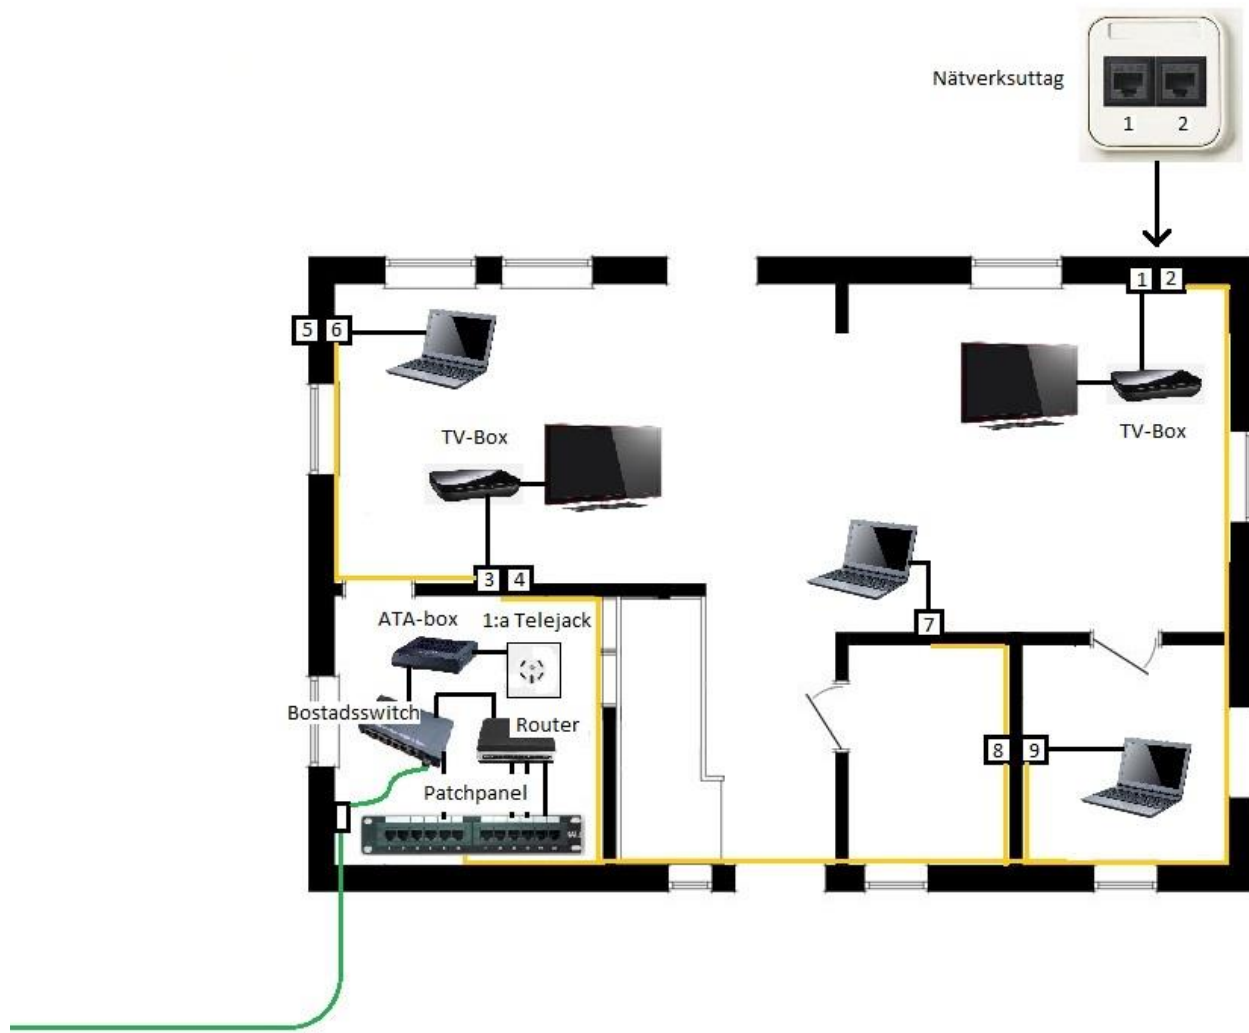 Nätverksuttag
1 2
1 2
5 6
TV-Box
TV-Box
3 4
7
ATA-box
1:a Telejack
Bostadsswitch
Router
8 9
Patchpanel